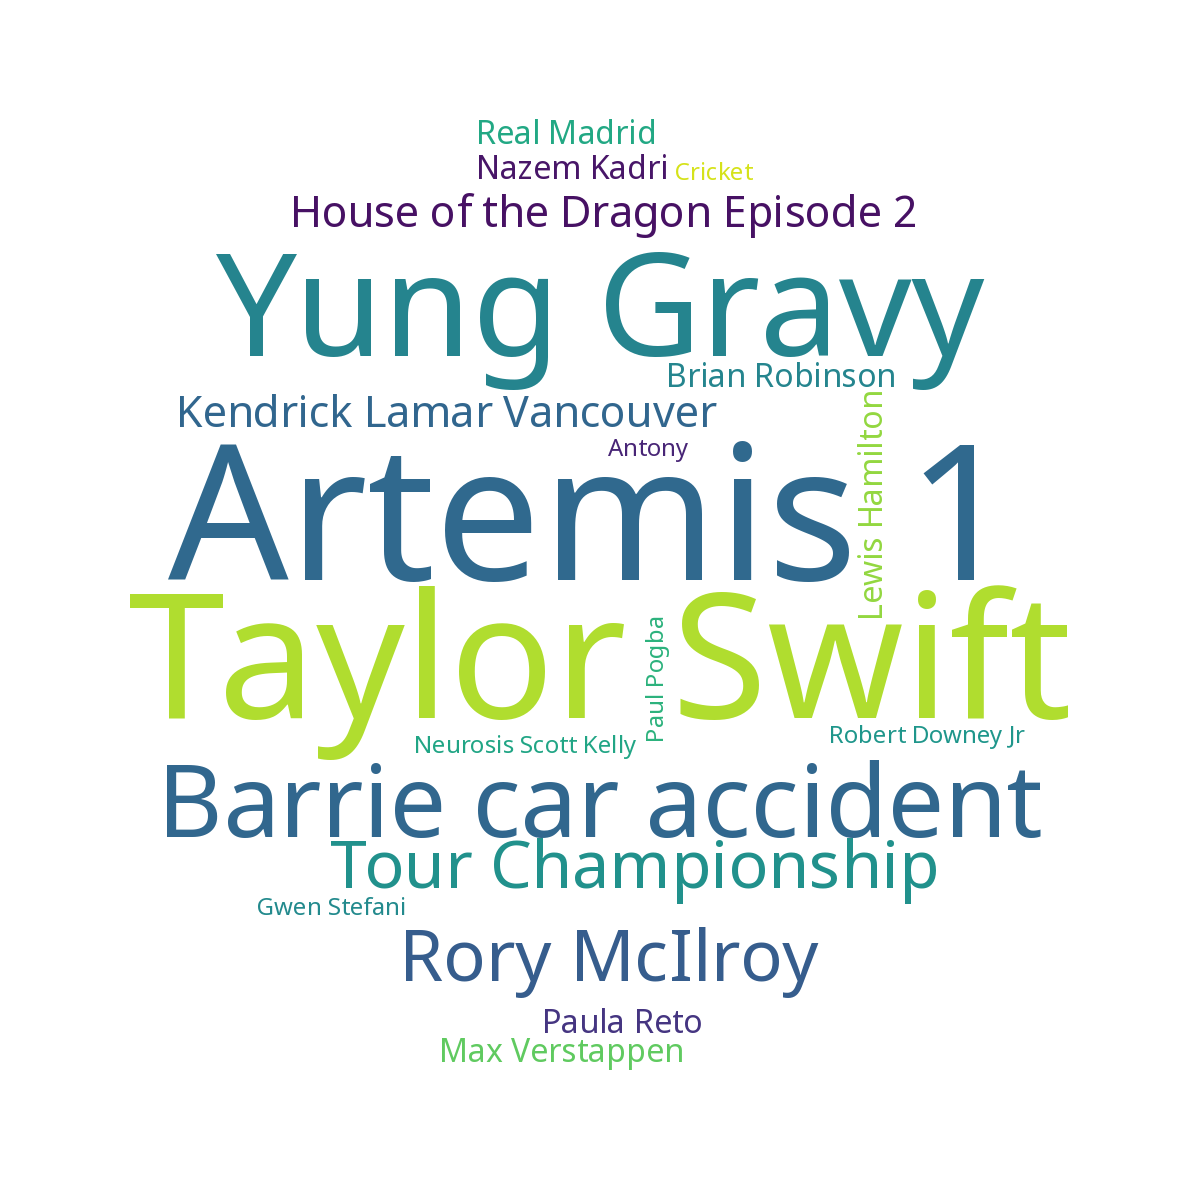 Real Madrid
Nazem Kadri
Cricket
House of the Dragon Episode 2
Yung Gravy
Brian Robinson
Kendrick Lamar Vancouver
Lewis Hamilton
Antony
Artemis 1
Taylor Swift
Paul Pogba
Neurosis Scott Kelly
Robert Downey Jr
Barrie car accident
Tour Championship
Gwen Stefani
Rory McIlroy
Paula Reto
Max Verstappen